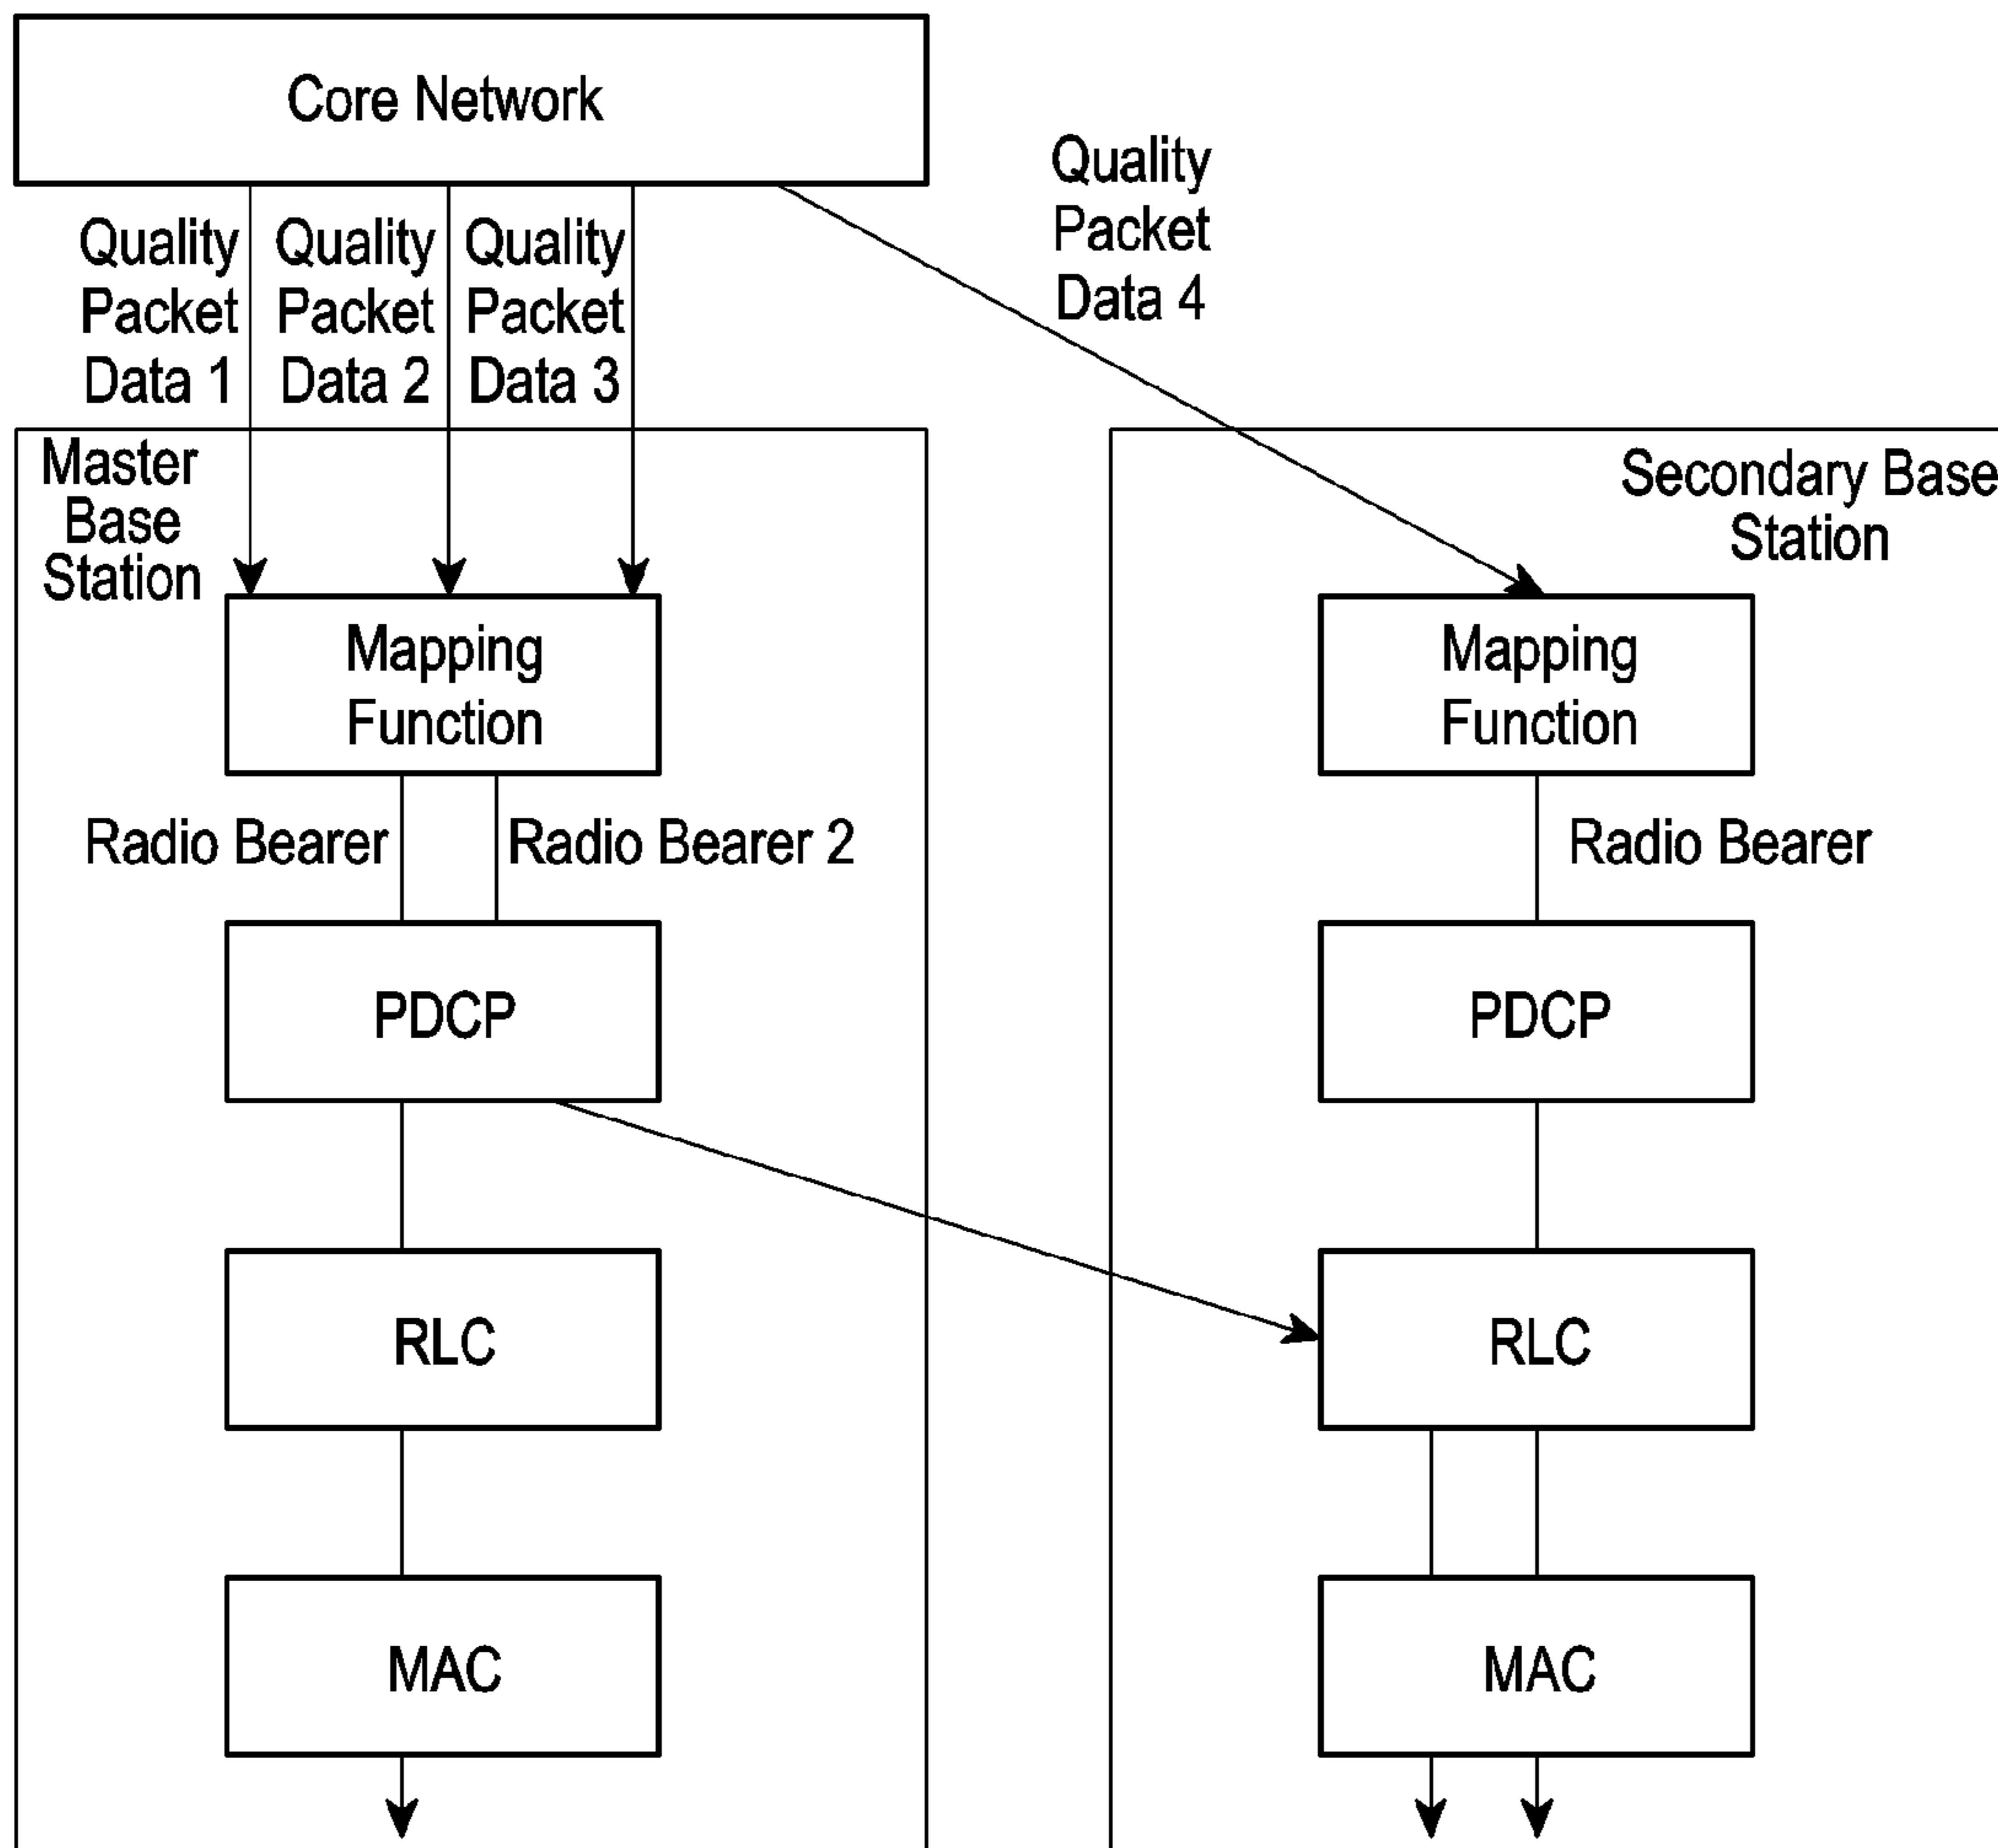 Core Network
Quality
Packet
Data 1
Quality
Packet
Data 2
Quality
Packet
Data 3
Quality
Packet
Data 4
Master
Base
Station
Mapping
Function
Radio Bearer
Radio Bearer 2
PDCP
RLC
MAC
Secondary Base
Station
Mapping
Function
Radio Bearer
PDCP
RLC
MAC